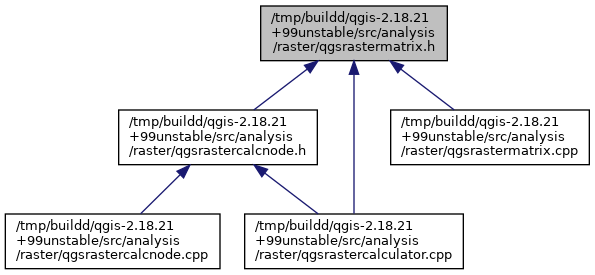 /tmp/buildd/qgis-2.18.21
+99unstable/src/analysis
/raster/qgsrastermatrix.h
/tmp/buildd/qgis-2.18.21
+99unstable/src/analysis
/raster/qgsrastercalcnode.h
/tmp/buildd/qgis-2.18.21
+99unstable/src/analysis
/raster/qgsrastermatrix.cpp
/tmp/buildd/qgis-2.18.21
+99unstable/src/analysis
/raster/qgsrastercalcnode.cpp
/tmp/buildd/qgis-2.18.21
+99unstable/src/analysis
/raster/qgsrastercalculator.cpp